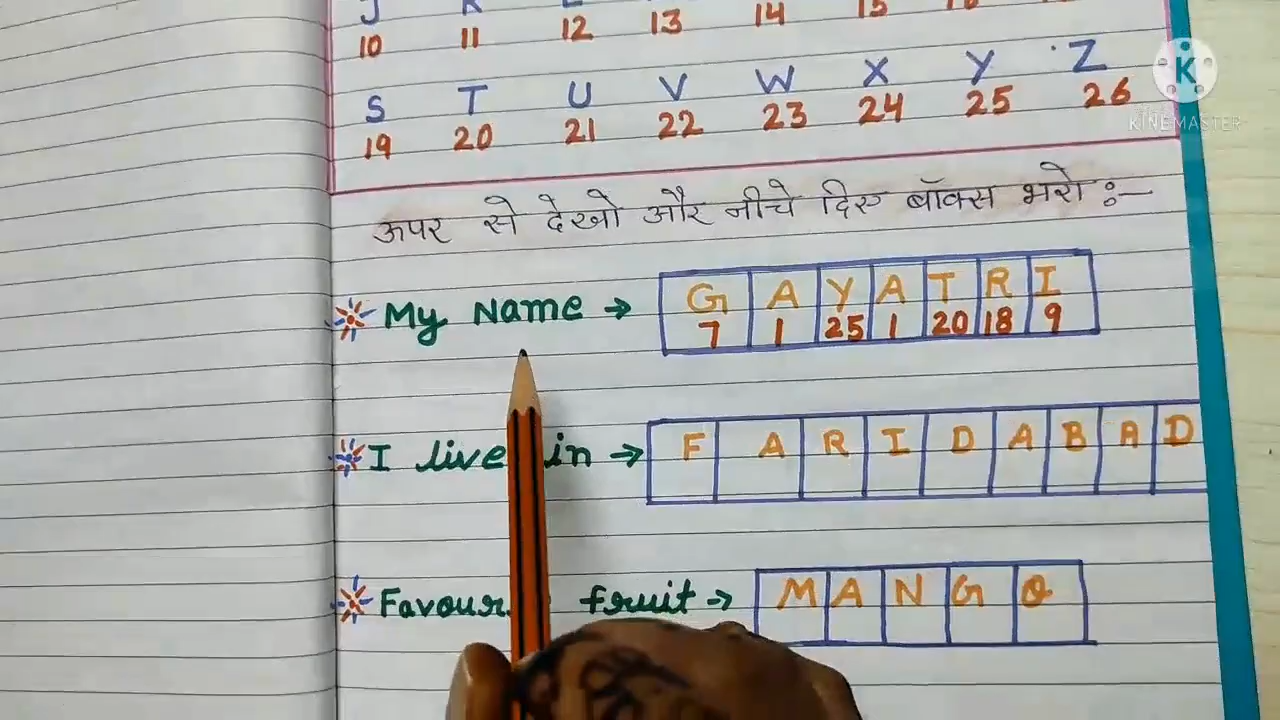 J K L
10 11 12 13 14 15
S T U V W X Y Z
19 20 21 22 23 24 25 26
KINEMASTER
ऊपर से देखो और नीचे दिए बॉक्स भरो :-
My Name → G A Y A T R I
7 1 25 1 20 18 9
I live in → F A R I D A B A D
Favour fruit → M A N G O